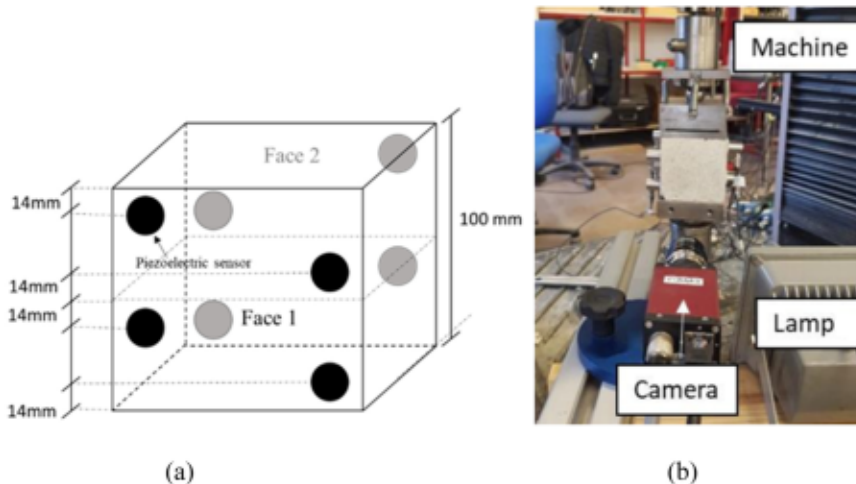 Machine
Face 2
14mm
100 mm
Piezoelectric sensor
14mm
14mm
Face 1
Lamp
Camera
14mm
(a)
(b)